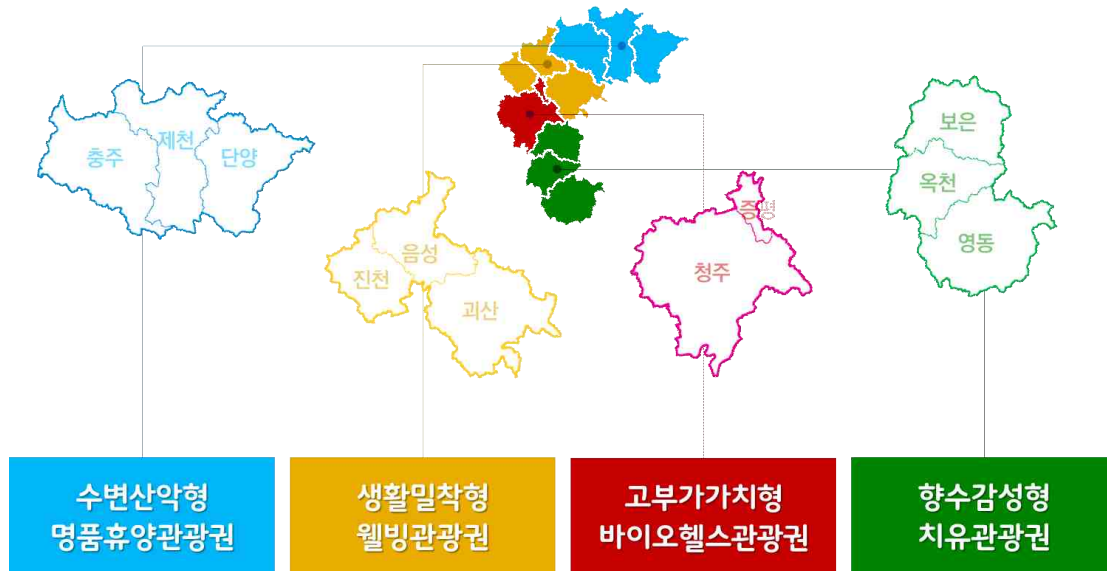 제천
충주
단양
음성
진천
괴산
증평
청주
보은
옥천
영동
수변산악형
명품휴양관광권
생활밀착형
웰빙관광권
고부가가치형
바이오헬스관광권
향수감성형
치유관광권